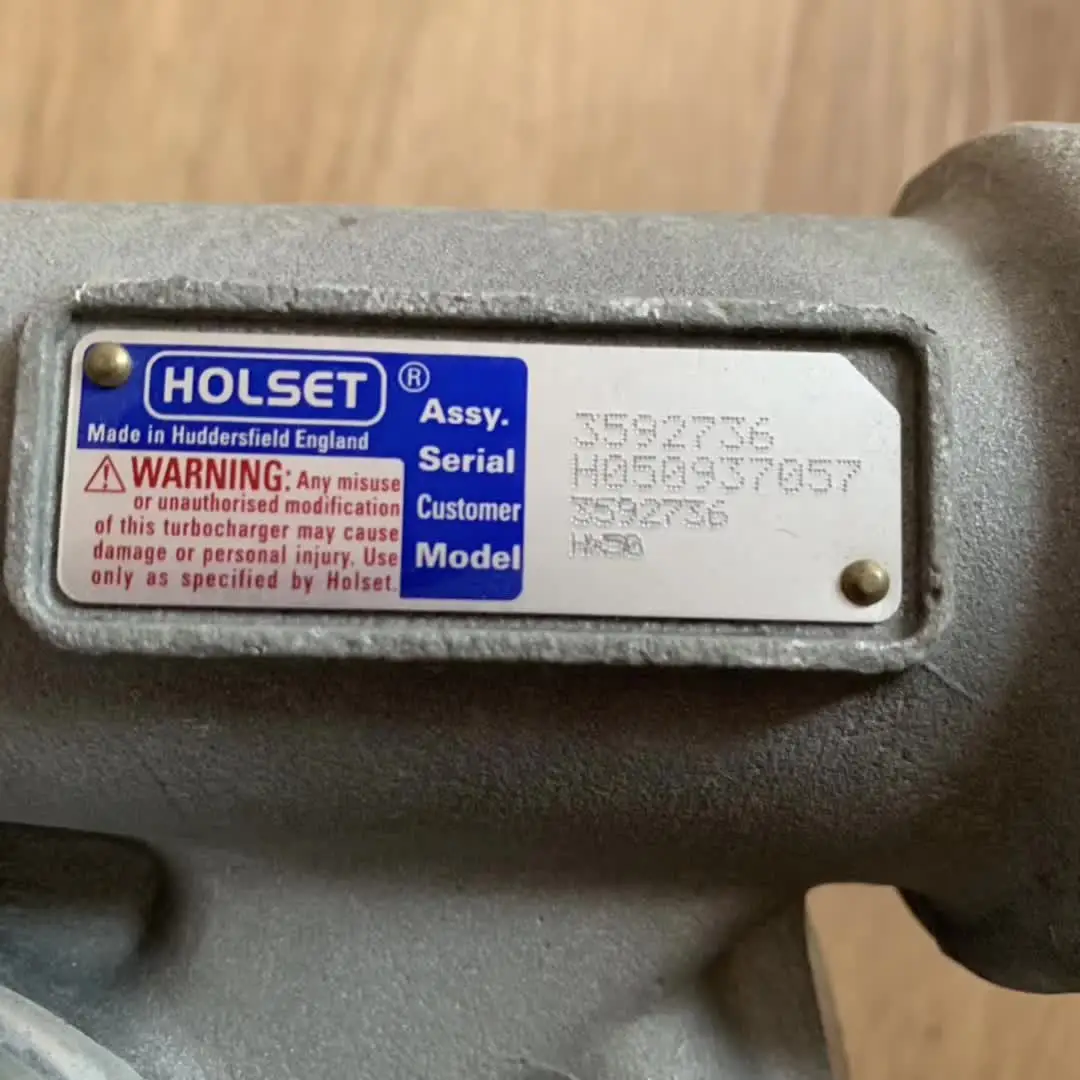 HOLSET ®
Made in Huddersfield England
⚠ WARNING: Any misuse
or unauthorised modification
of this turbocharger may cause
damage or personal injury. Use
only as specified by Holset.
Assy. 3592736
Serial H050937057
Customer 3592736
Model HX50